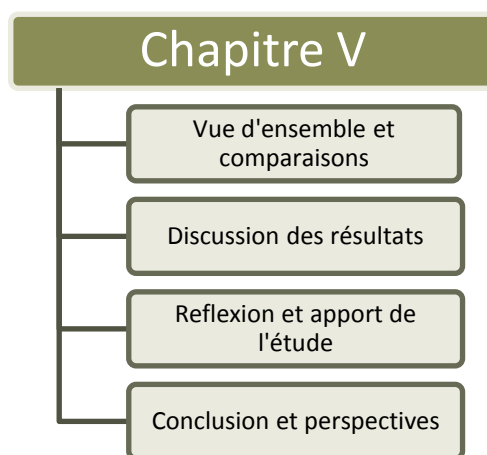 Chapitre V
Vue d'ensemble et
comparaisons
Discussion des résultats
Reflexion et apport de
l'étude
Conclusion et perspectives